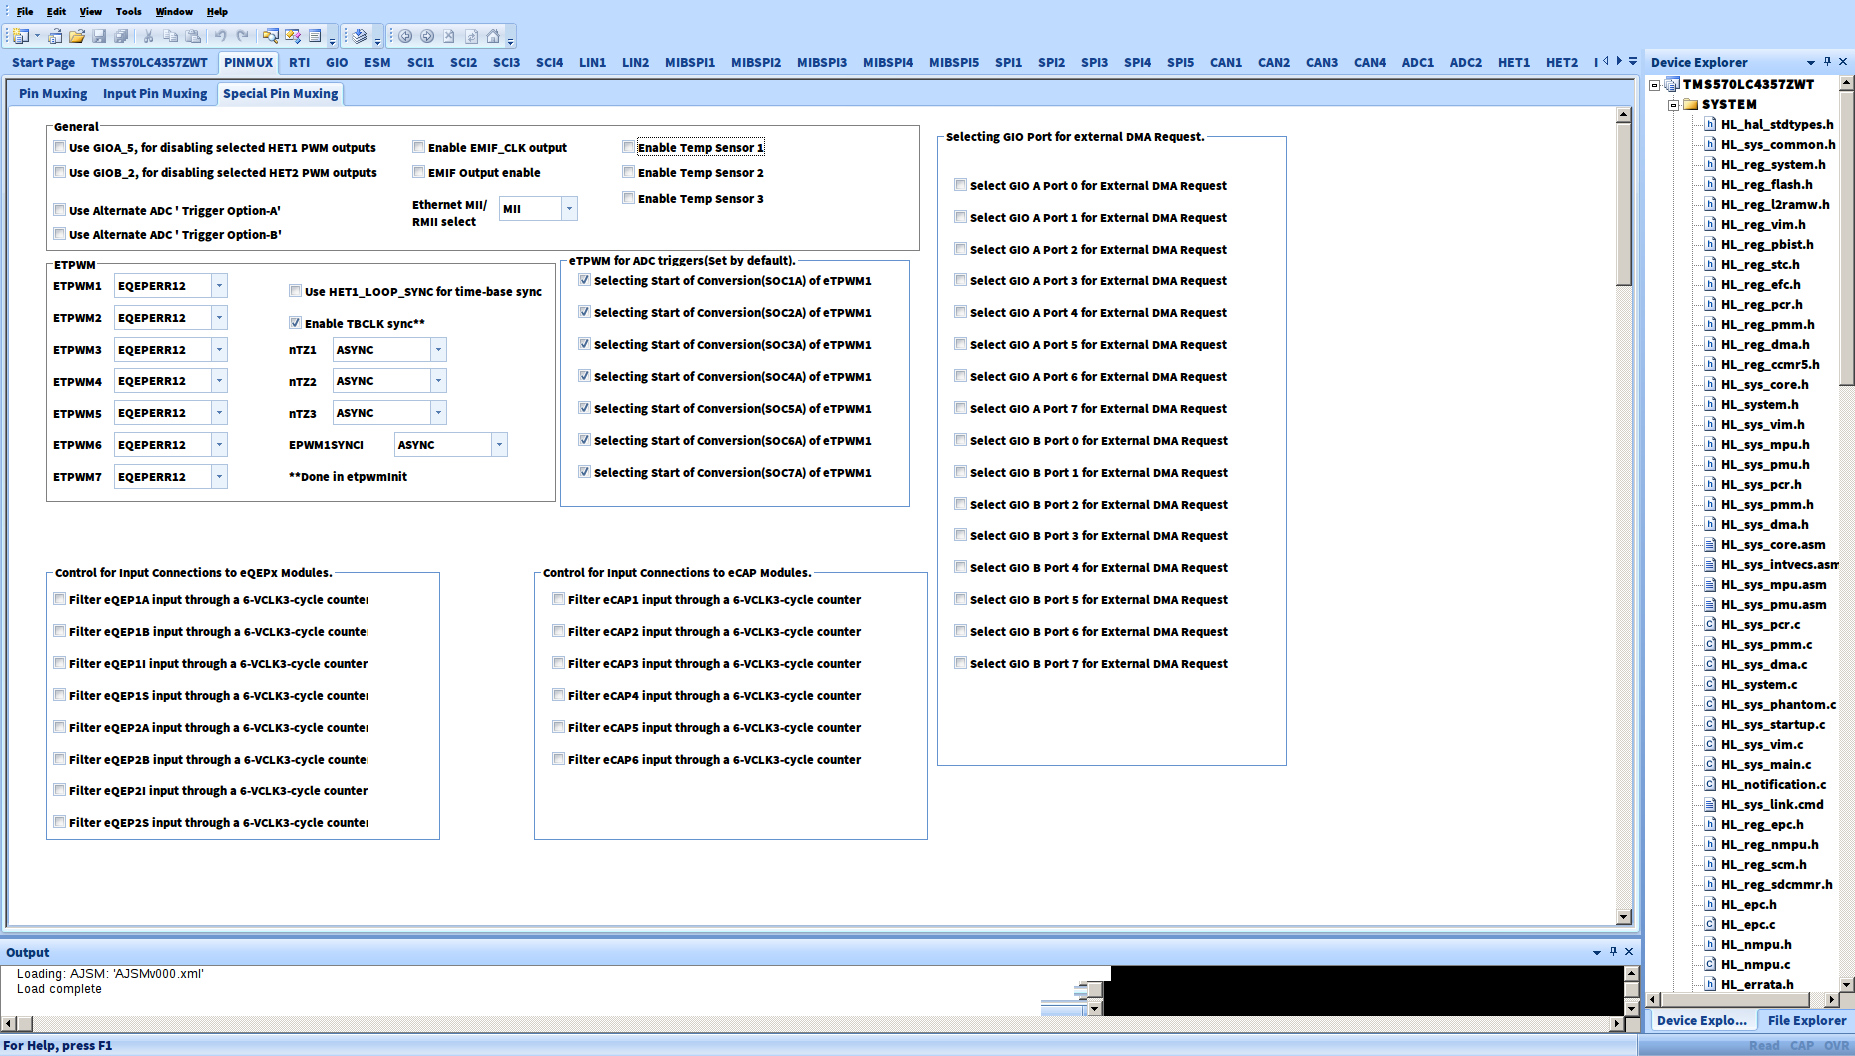 File Edit View Tools Window Help
Start Page TMS570LC4357ZWT PINMUX RTI GIO ESM SCI1 SCI2 SCI3 SCI4 LIN1 LIN2 MIBSPI1 MIBSPI2 MIBSPI3 MIBSPI4 MIBSPI5 SPI1 SPI2 SPI3 SPI4 SPI5 CAN1 CAN2 CAN3 CAN4 ADC1 ADC2 HET1 HET2 I
Pin Muxing Input Pin Muxing Special Pin Muxing
General
Use GIOA_5, for disabling selected HET1 PWM outputs
Use GIOB_2, for disabling selected HET2 PWM outputs
Use Alternate ADC ' Trigger Option-A'
Use Alternate ADC ' Trigger Option-B'
Enable EMIF_CLK output
EMIF Output enable
Ethernet MII/
RMII select
MII
Enable Temp Sensor 1
Enable Temp Sensor 2
Enable Temp Sensor 3
ETPWM
ETPWM1 EQEPERR12
ETPWM2 EQEPERR12
ETPWM3 EQEPERR12
ETPWM4 EQEPERR12
ETPWM5 EQEPERR12
ETPWM6 EQEPERR12
ETPWM7 EQEPERR12
Use HET1_LOOP_SYNC for time-base sync
Enable TBCLK sync**
nTZ1 ASYNC
nTZ2 ASYNC
nTZ3 ASYNC
EPWM1SYNCI ASYNC
**Done in etpwmInit
eTPWM for ADC triggers(Set by default).
Selecting Start of Conversion(SOC1A) of eTPWM1
Selecting Start of Conversion(SOC2A) of eTPWM1
Selecting Start of Conversion(SOC3A) of eTPWM1
Selecting Start of Conversion(SOC4A) of eTPWM1
Selecting Start of Conversion(SOC5A) of eTPWM1
Selecting Start of Conversion(SOC6A) of eTPWM1
Selecting Start of Conversion(SOC7A) of eTPWM1
Control for Input Connections to eQEPx Modules.
Filter eQEP1A input through a 6-VCLK3-cycle counter
Filter eQEP1B input through a 6-VCLK3-cycle counter
Filter eQEP1I input through a 6-VCLK3-cycle counter
Filter eQEP1S input through a 6-VCLK3-cycle counter
Filter eQEP2A input through a 6-VCLK3-cycle counter
Filter eQEP2B input through a 6-VCLK3-cycle counter
Filter eQEP2I input through a 6-VCLK3-cycle counter
Filter eQEP2S input through a 6-VCLK3-cycle counter
Control for Input Connections to eCAP Modules.
Filter eCAP1 input through a 6-VCLK3-cycle counter
Filter eCAP2 input through a 6-VCLK3-cycle counter
Filter eCAP3 input through a 6-VCLK3-cycle counter
Filter eCAP4 input through a 6-VCLK3-cycle counter
Filter eCAP5 input through a 6-VCLK3-cycle counter
Filter eCAP6 input through a 6-VCLK3-cycle counter
Selecting GIO Port for external DMA Request.
Select GIO A Port 0 for External DMA Request
Select GIO A Port 1 for External DMA Request
Select GIO A Port 2 for External DMA Request
Select GIO A Port 3 for External DMA Request
Select GIO A Port 4 for External DMA Request
Select GIO A Port 5 for External DMA Request
Select GIO A Port 6 for External DMA Request
Select GIO A Port 7 for External DMA Request
Select GIO B Port 0 for External DMA Request
Select GIO B Port 1 for External DMA Request
Select GIO B Port 2 for External DMA Request
Select GIO B Port 3 for External DMA Request
Select GIO B Port 4 for External DMA Request
Select GIO B Port 5 for External DMA Request
Select GIO B Port 6 for External DMA Request
Select GIO B Port 7 for External DMA Request
Device Explorer
TMS570LC4357ZWT
SYSTEM
HL_hal_stdtypes.h
HL_sys_common.h
HL_reg_system.h
HL_reg_flash.h
HL_reg_l2ramw.h
HL_reg_vim.h
HL_reg_pbist.h
HL_reg_stc.h
HL_reg_efc.h
HL_reg_pcr.h
HL_reg_pmm.h
HL_reg_dma.h
HL_reg_ccmr5.h
HL_sys_core.h
HL_system.h
HL_sys_vim.h
HL_sys_mpu.h
HL_sys_pmu.h
HL_sys_pcr.h
HL_sys_pmm.h
HL_sys_dma.h
HL_sys_core.asm
HL_sys_intvecs.asm
HL_sys_mpu.asm
HL_sys_pmu.asm
HL_sys_pcr.c
HL_sys_pmm.c
HL_sys_dma.c
HL_system.c
HL_sys_phantom.c
HL_sys_startup.c
HL_sys_vim.c
HL_sys_main.c
HL_notification.c
HL_sys_link.cmd
HL_reg_epc.h
HL_reg_nmpu.h
HL_reg_scm.h
HL_reg_sdcmmr.h
HL_epc.h
HL_epc.c
HL_nmpu.h
HL_nmpu.c
HL_errata.h
Device Explo... File Explorer
Output
Loading: AJSM: 'AJSMv000.xml'
Load complete
For Help, press F1
Read CAP OVR